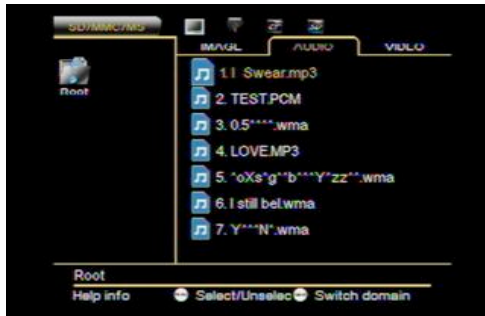 SD/MMC/MS
IMAGE AUDIO VIDEO
Root
1. I Swear.mp3
2. TEST.PCM
3. 0.5****.wma
4. LOVE.MP3
5. ^oXs^g^^b^^^Y^zz^^.wma
6. I still bel.wma
7. Y***N*.wma
Root
Help info Select/Unselec Switch domain